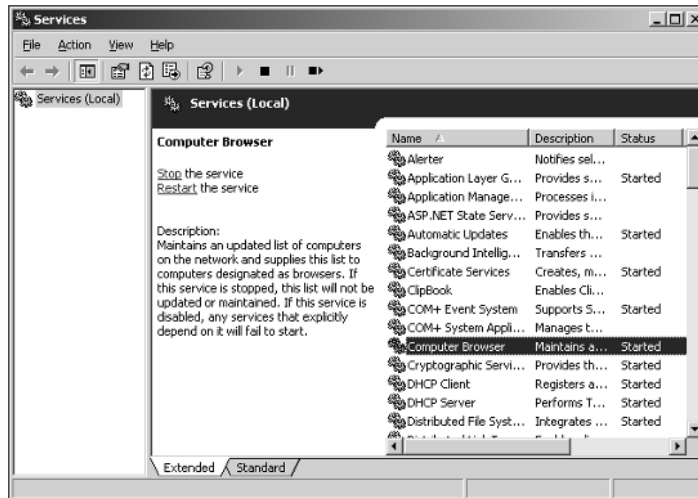 Services
File Action View Help
Services (Local)
Services (Local)
Computer Browser
Stop the service
Restart the service
Description:
Maintains an updated list of computers
on the network and supplies this list to
computers designated as browsers. If
this service is stopped, this list will not be
updated or maintained. If this service is
disabled, any services that explicitly
depend on it will fail to start.
Name Description Status
Alerter Notifies sel...
Application Layer G... Provides s... Started
Application Manage... Processes i...
ASP.NET State Serv... Provides s...
Automatic Updates Enables th... Started
Background Intellig... Transfers ...
Certificate Services Creates, m... Started
ClipBook Enables Cli...
COM+ Event System Supports S... Started
COM+ System Appli... Manages t...
Computer Browser Maintains a... Started
Cryptographic Servi... Provides th... Started
DHCP Client Registers a... Started
DHCP Server Performs T... Started
Distributed File Syst... Integrates ... Started
Extended Standard